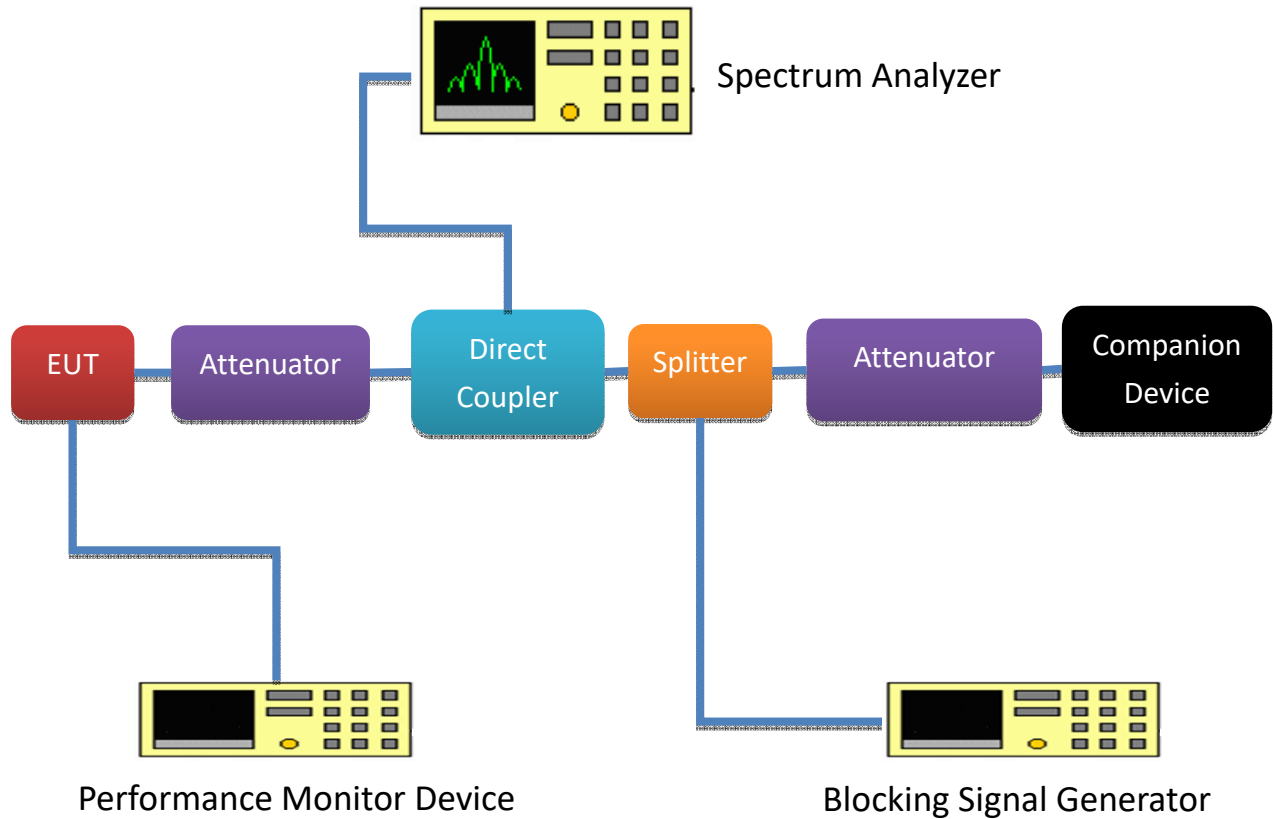 Spectrum Analyzer
EUT
Attenuator
Direct
Coupler
Splitter
Attenuator
Companion
Device
Performance Monitor Device
Blocking Signal Generator